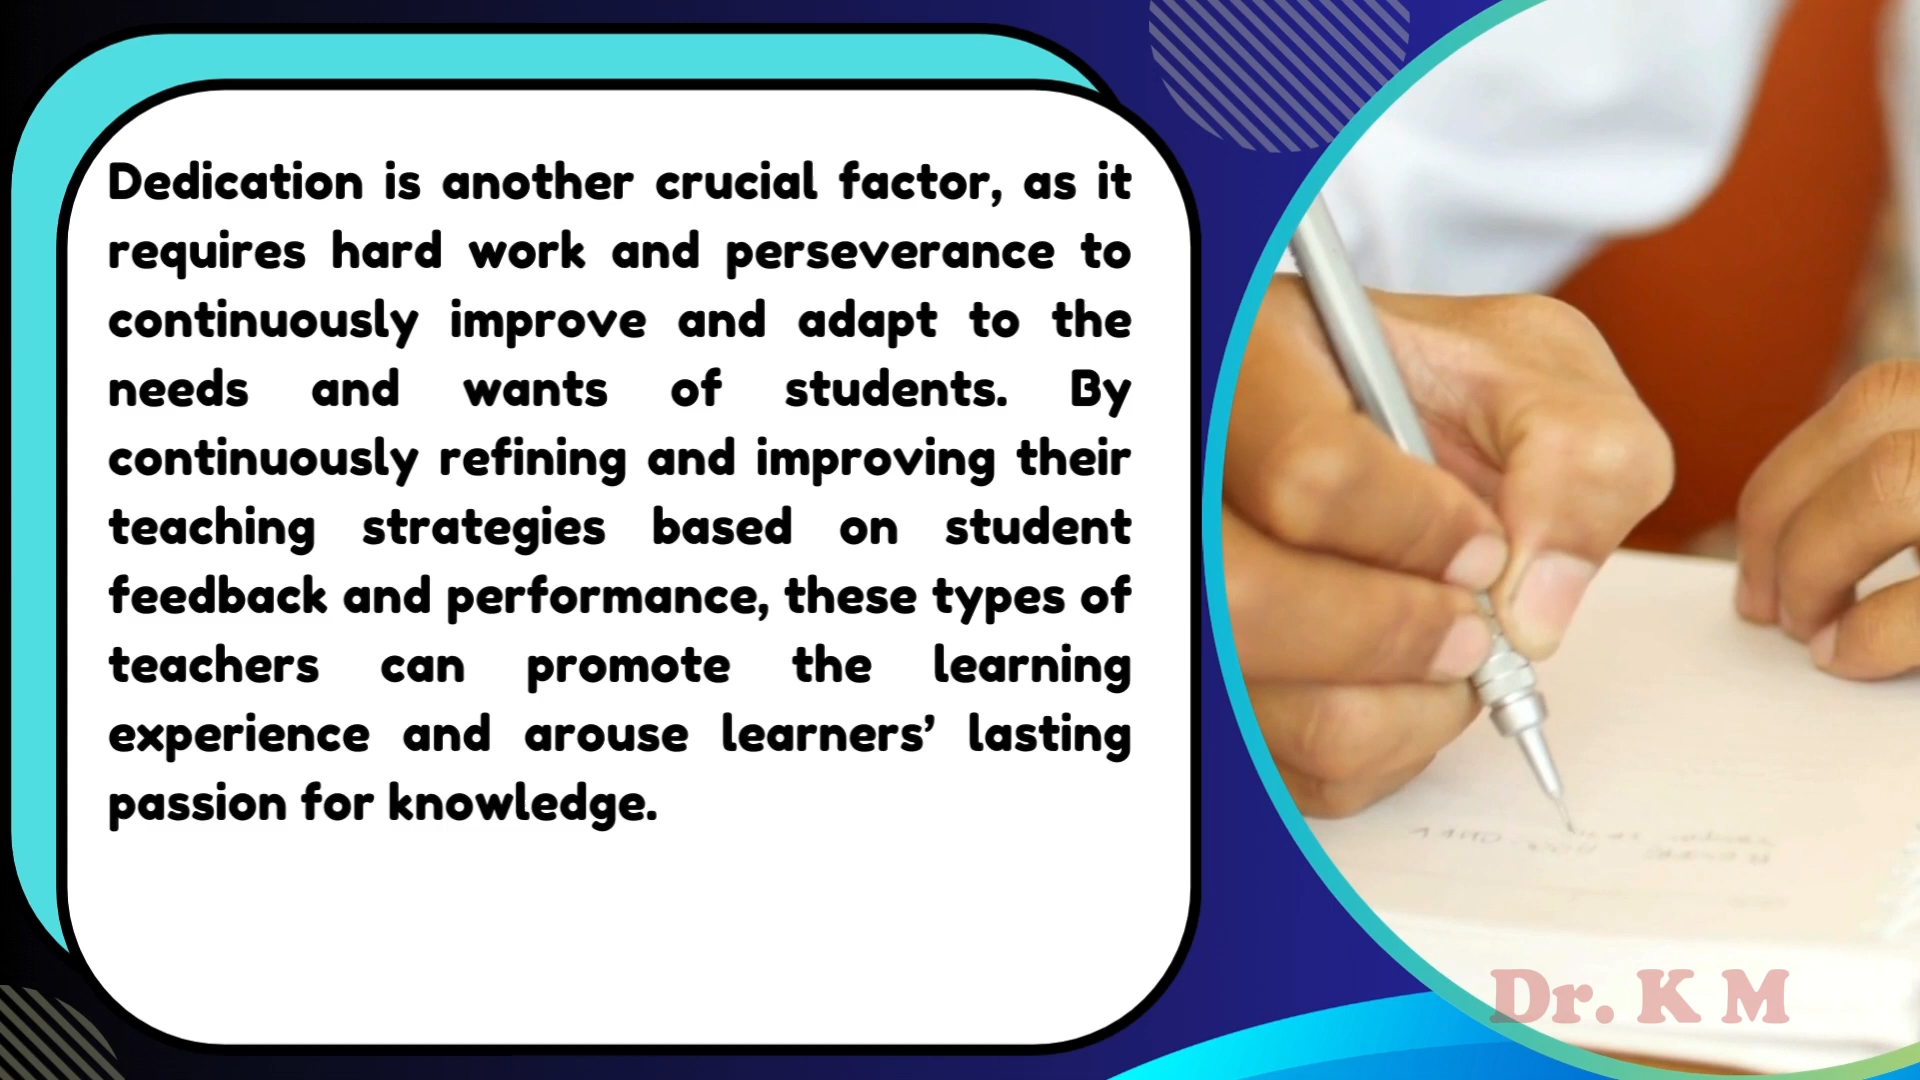 Dedication is another crucial factor, as it
requires hard work and perseverance to
continuously improve and adapt to the
needs and wants of students. By
continuously refining and improving their
teaching strategies based on student
feedback and performance, these types of
teachers can promote the learning
experience and arouse learners’ lasting
passion for knowledge.
Dr. K M